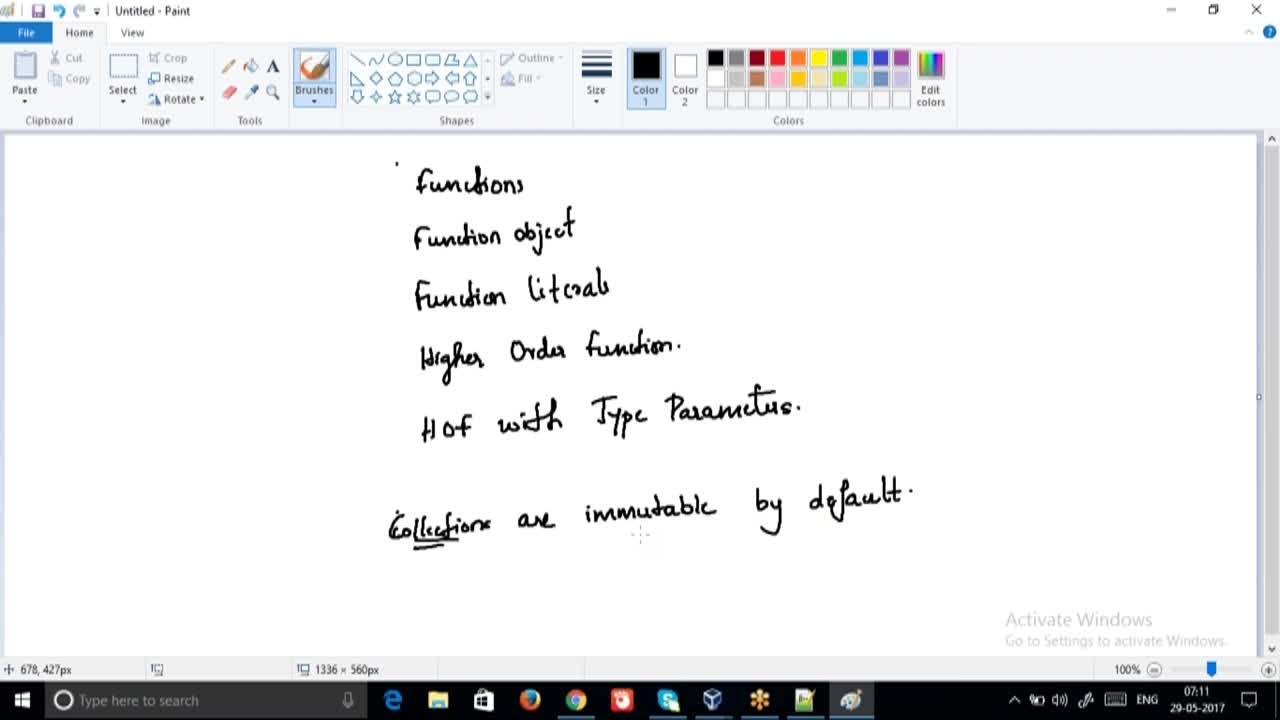 Untitled - Paint
File Home View
Paste Cut Copy Clipboard
Select Crop Resize Rotate Image
Tools
Brushes
Shapes Outline Fill
Size
Color 1 Color 2 Edit colors Colors
Functions
Function object
Function literals
Higher Order function.
HOF with Type Parameters.
Collections are immutable by default.
Activate Windows
Go to Settings to activate Windows.
678, 427px 1336 × 560px 100%
Type here to search ENG 07:11
29-05-2017